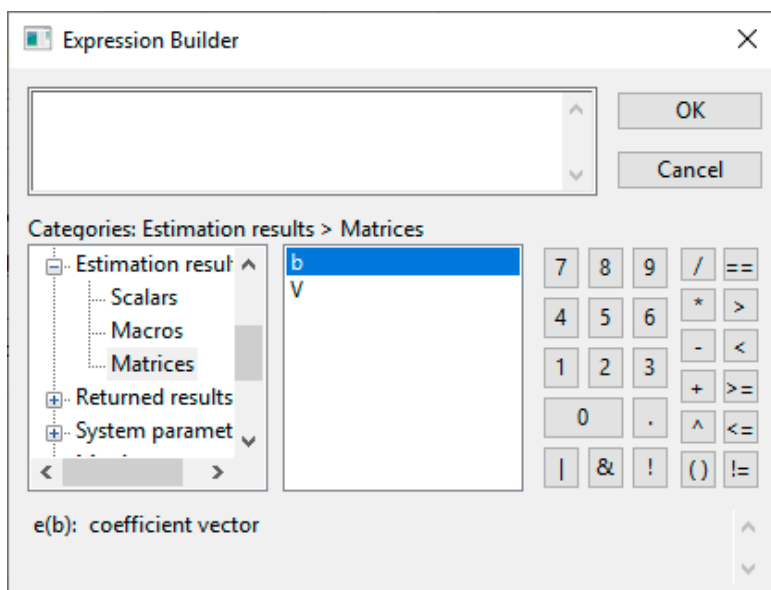 Expression Builder
OK
Cancel
Categories: Estimation results > Matrices
Estimation result
Scalars
Macros
Matrices
Returned results
System paramet
b
V
7 8 9 / ==
4 5 6 * >
1 2 3 - <
0 . + >=
^ <=
| & ! () !=
e(b): coefficient vector